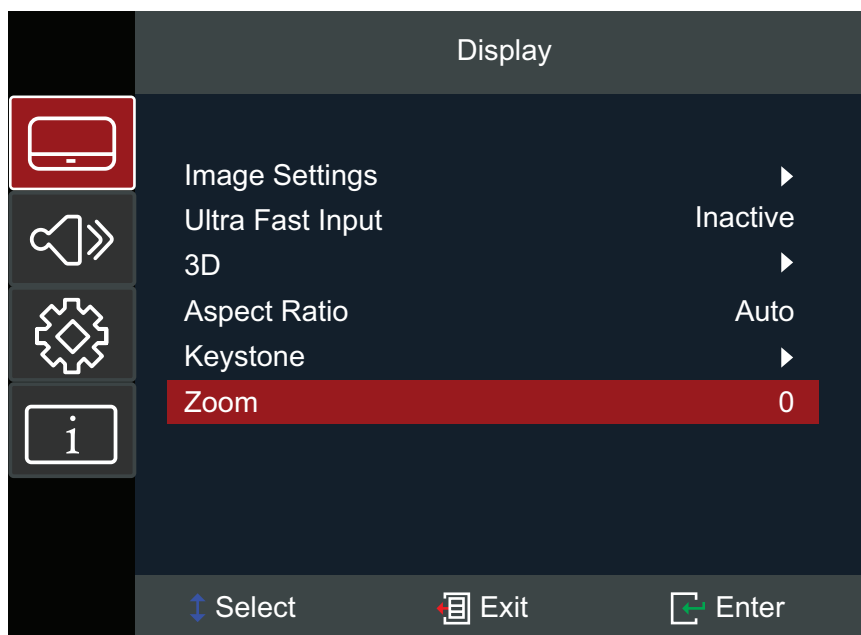 Display
Image Settings
Ultra Fast Input Inactive
3D
Aspect Ratio Auto
Keystone
Zoom 0
i
Select Exit Enter